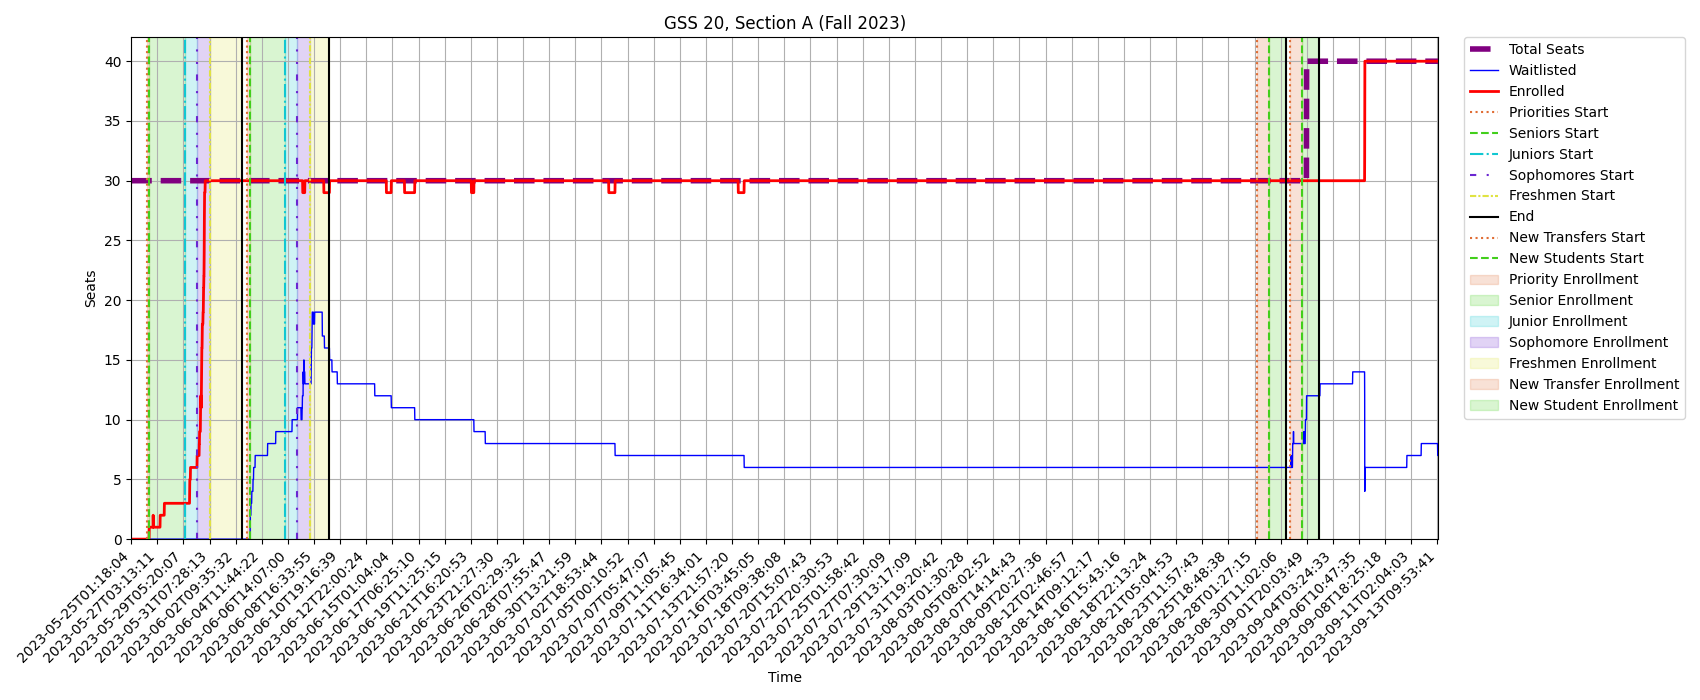 GSS 20, Section A (Fall 2023)
Seats
40
35
30
25
20
15
10
5
0
2023-05-25T01:18:04
2023-05-27T03:13:11
2023-05-29T05:20:07
2023-05-31T07:28:13
2023-06-02T09:35:32
2023-06-04T11:44:22
2023-06-06T14:07:00
2023-06-08T16:33:55
2023-06-10T19:16:39
2023-06-12T22:00:24
2023-06-15T01:04:04
2023-06-17T06:25:10
2023-06-19T11:25:15
2023-06-21T16:20:53
2023-06-23T21:27:30
2023-06-26T02:29:32
2023-06-28T07:55:47
2023-06-30T13:21:59
2023-07-02T18:53:44
2023-07-05T00:10:52
2023-07-07T05:47:07
2023-07-09T11:05:45
2023-07-11T16:34:01
2023-07-13T21:57:20
2023-07-16T03:45:05
2023-07-18T09:38:08
2023-07-20T15:07:43
2023-07-22T20:30:53
2023-07-25T01:58:42
2023-07-27T07:30:09
2023-07-29T13:17:09
2023-07-31T19:20:42
2023-08-03T01:30:28
2023-08-05T08:02:52
2023-08-07T14:14:43
2023-08-09T20:27:36
2023-08-12T02:46:57
2023-08-14T09:12:17
2023-08-16T15:43:16
2023-08-18T22:13:24
2023-08-21T05:04:53
2023-08-23T11:57:43
2023-08-25T18:48:38
2023-08-28T01:27:15
2023-08-30T11:02:06
2023-09-01T20:03:49
2023-09-04T03:24:33
2023-09-06T10:47:35
2023-09-08T18:25:18
2023-09-11T02:04:03
2023-09-13T09:53:41
Time
Total Seats
Waitlisted
Enrolled
Priorities Start
Seniors Start
Juniors Start
Sophomores Start
Freshmen Start
End
New Transfers Start
New Students Start
Priority Enrollment
Senior Enrollment
Junior Enrollment
Sophomore Enrollment
Freshmen Enrollment
New Transfer Enrollment
New Student Enrollment